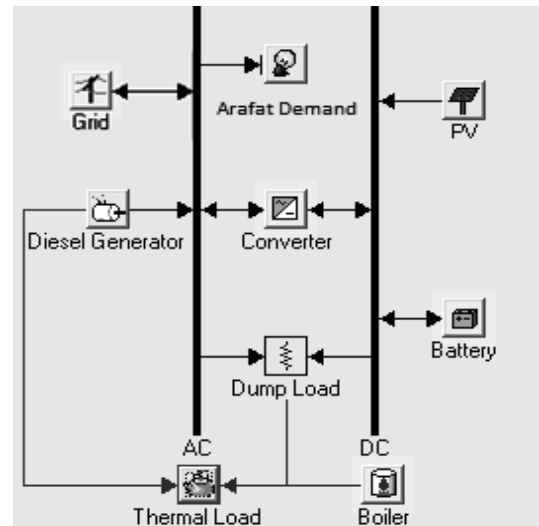 Arafat Demand
Grid
PV
Diesel Generator
Converter
Battery
Dump Load
AC
DC
Thermal Load
Boiler